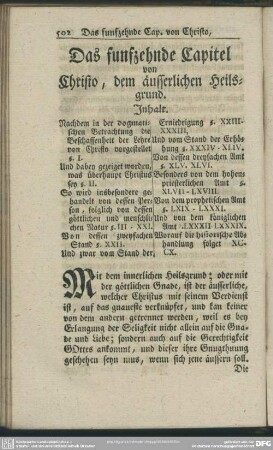 502 Das funfzehnde Cap. von Christo,
Das funfzehnde Capitel
von
Christo, dem äusserlichen Heils-
grund.
Inhalt.
Nachdem in der dogmati-
schen Betrachtung die
Beschaffenheit der Lehre
von Christo vorgestellet
s. I.
Und dabey gezeiget worden,
was überhaupt Christus
sey s. II.
So wird insbesondere ge-
handelt von dessen Per-
son, folglich von dessen
göttlichen und menschli-
chen Natur s. III - XXI.
Von dessen zweyfachen
Stand s. XXII.
Und zwar vom Stand der
Erniedrigung s. XXIII-
XXXIII,
Und vom Stand der Erhö-
hung s. XXXIV - XLIV,
Von dessen dreyfachen Amt
s. XLV. XLVI.
Besonders von dem hohen-
priesterlichen Amt s.
XLVII - LXVIII.
Von dem prophetischen Amt
s. LXIX - LXXXI.
Und von dem königlichen
Amt s. LXXXII LXXXIX.
Worauf die historische Ab-
handlung folget XC-
CX.
Mit dem innerlichen Heilsgrund; oder mit
der göttlichen Gnade, ist der äusserliche,
welcher Christus mit seinem Verdienst
ist, auf das gnaueste verknüpfet, und kan keiner
von dem andern getrennet werden, weil es bey
Erlangung der Seligkeit nicht allein auf die Gna-
de und Liebe; sondern auch auf die Gerechtigkeit
GOttes ankommt, und dieser ihre Gnugthuung
geschehen seyn mus, wenn sich jene äussern soll.
Die